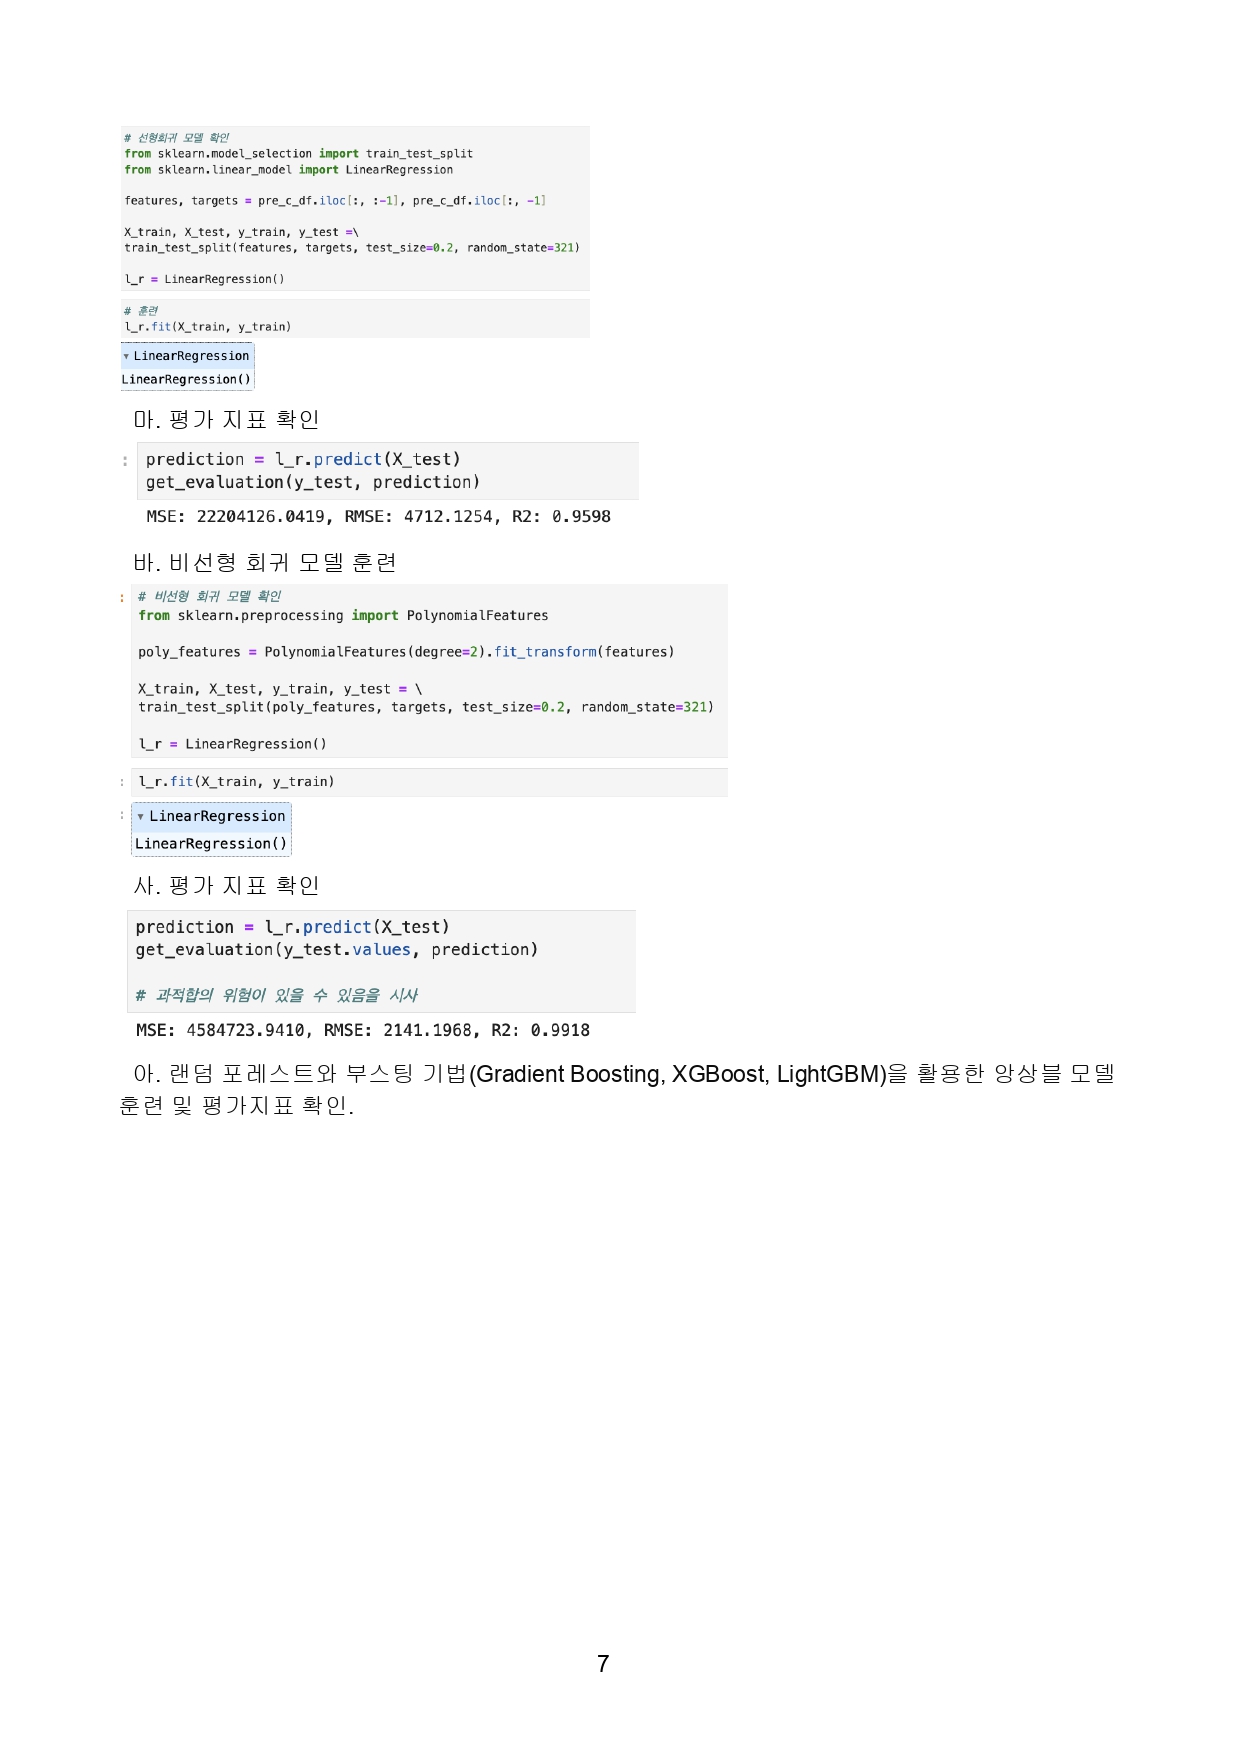 # 선형회귀 모델 확인
from sklearn.model_selection import train_test_split
from sklearn.linear_model import LinearRegression
features, targets = pre_c_df.iloc[:, :-1], pre_c_df.iloc[:, -1]
X_train, X_test, y_train, y_test =\
train_test_split(features, targets, test_size=0.2, random_state=321)
l_r = LinearRegression()
# 훈련
l_r.fit(X_train, y_train)
▾ LinearRegression
LinearRegression()
마. 평가 지표 확인
: prediction = l_r.predict(X_test)
get_evaluation(y_test, prediction)
MSE: 22204126.0419, RMSE: 4712.1254, R2: 0.9598
바. 비선형 회귀 모델 훈련
: # 비선형 회귀 모델 확인
from sklearn.preprocessing import PolynomialFeatures
poly_features = PolynomialFeatures(degree=2).fit_transform(features)
X_train, X_test, y_train, y_test = \
train_test_split(poly_features, targets, test_size=0.2, random_state=321)
l_r = LinearRegression()
: l_r.fit(X_train, y_train)
: ▾ LinearRegression
LinearRegression()
사. 평가 지표 확인
prediction = l_r.predict(X_test)
get_evaluation(y_test.values, prediction)
# 과적합의 위험이 있을 수 있음을 시사
MSE: 4584723.9410, RMSE: 2141.1968, R2: 0.9918
아. 랜덤 포레스트와 부스팅 기법(Gradient Boosting, XGBoost, LightGBM)을 활용한 앙상블 모델
훈련 및 평가지표 확인.
7